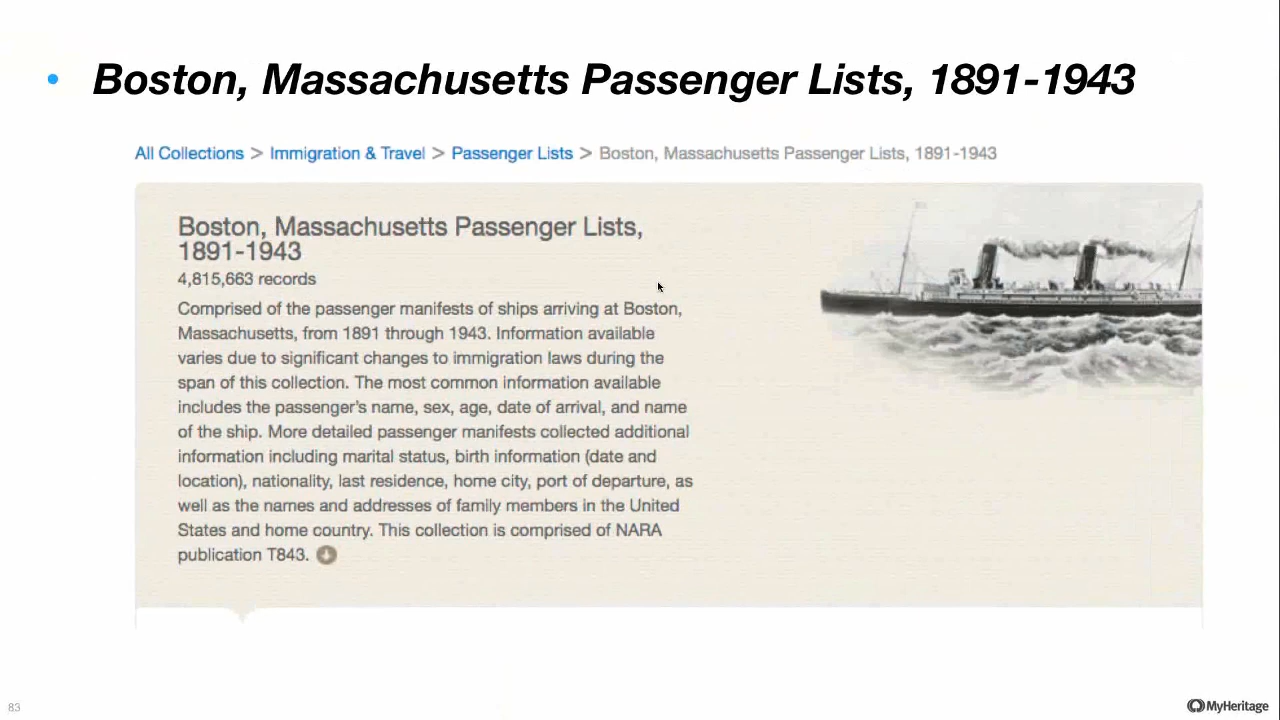 • Boston, Massachusetts Passenger Lists, 1891-1943
All Collections > Immigration & Travel > Passenger Lists > Boston, Massachusetts Passenger Lists, 1891-1943
Boston, Massachusetts Passenger Lists,
1891-1943
4,815,663 records
Comprised of the passenger manifests of ships arriving at Boston,
Massachusetts, from 1891 through 1943. Information available
varies due to significant changes to immigration laws during the
span of this collection. The most common information available
includes the passenger's name, sex, age, date of arrival, and name
of the ship. More detailed passenger manifests collected additional
information including marital status, birth information (date and
location), nationality, last residence, home city, port of departure, as
well as the names and addresses of family members in the United
States and home country. This collection is comprised of NARA
publication T843.
83
MyHeritage